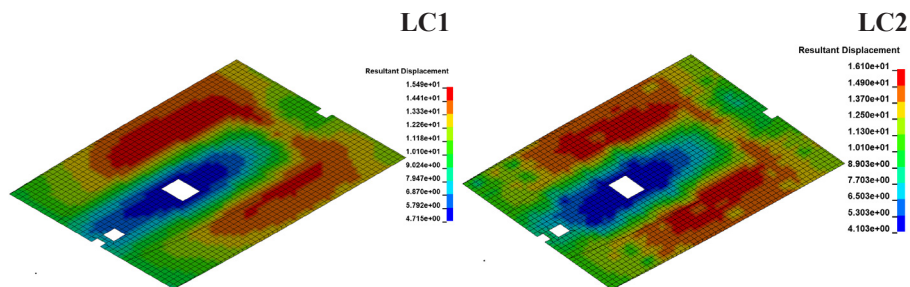 LC1
Resultant Displacement
1.549e+01
1.441e+01
1.333e+01
1.226e+01
1.118e+01
1.010e+01
9.024e+00
7.947e+00
6.870e+00
5.792e+00
4.715e+00
LC2
Resultant Displacement
1.610e+01
1.490e+01
1.370e+01
1.250e+01
1.130e+01
1.010e+01
8.903e+00
7.703e+00
6.503e+00
5.303e+00
4.103e+00